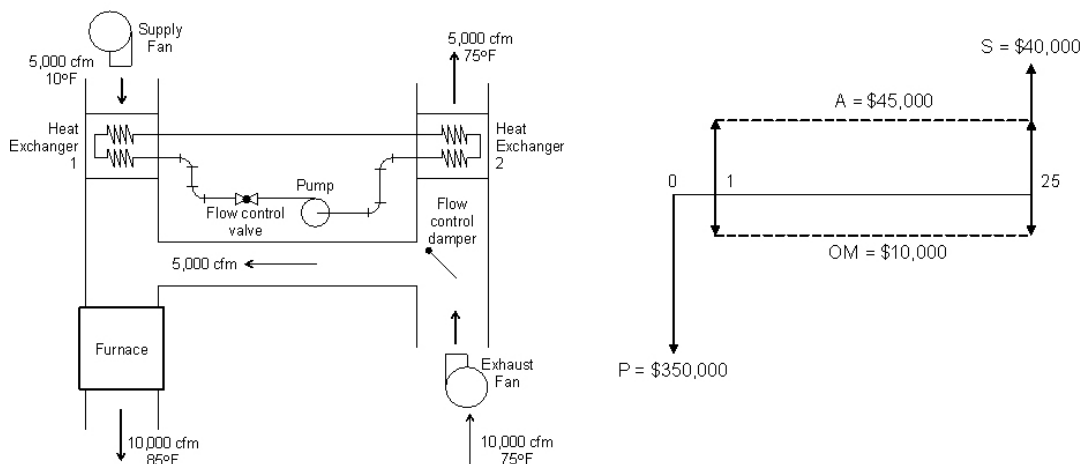 Supply
Fan
5,000 cfm
10ºF
5,000 cfm
75ºF
Heat
Exchanger
1
Heat
Exchanger
2
Pump
Flow control
valve
Flow
control
damper
5,000 cfm
Furnace
Exhaust
Fan
10,000 cfm
85ºF
10,000 cfm
75ºF
S = $40,000
A = $45,000
0
1
25
OM = $10,000
P = $350,000